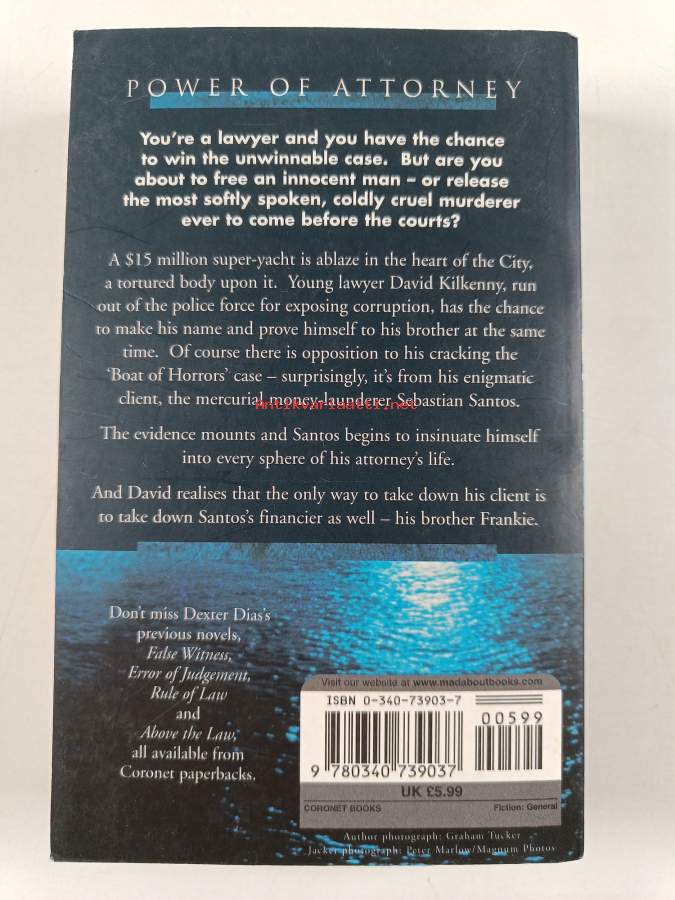 POWER OF ATTORNEY
You're a lawyer and you have the chance
to win the unwinnable case. But are you
about to free an innocent man – or release
the most softly spoken, coldly cruel murderer
ever to come before the courts?
A $15 million super-yacht is ablaze in the heart of the City,
a tortured body upon it. Young lawyer David Kilkenny, run
out of the police force for exposing corruption, has the chance
to make his name and prove himself to his brother at the same
time. Of course there is opposition to his cracking the
'Boat of Horrors' case – surprisingly, it's from his enigmatic
client, the mercurial money-launderer Sebastian Santos.
Antikvariaatti.net
The evidence mounts and Santos begins to insinuate himself
into every sphere of his attorney's life.
And David realises that the only way to take down his client is
to take down Santos's financier as well – his brother Frankie.
Don't miss Dexter Dias's
previous novels,
False Witness,
Error of Judgement,
Rule of Law
and
Above the Law,
all available from
Coronet paperbacks.
Visit our website at www.madaboutbooks.com
ISBN 0-340-73903-7
00599
9 780340 739037
UK £5.99
CORONET BOOKS
Fiction: General
Author photograph: Graham Tucker
Jacket photograph: Peter Marlow/Magnum Photos